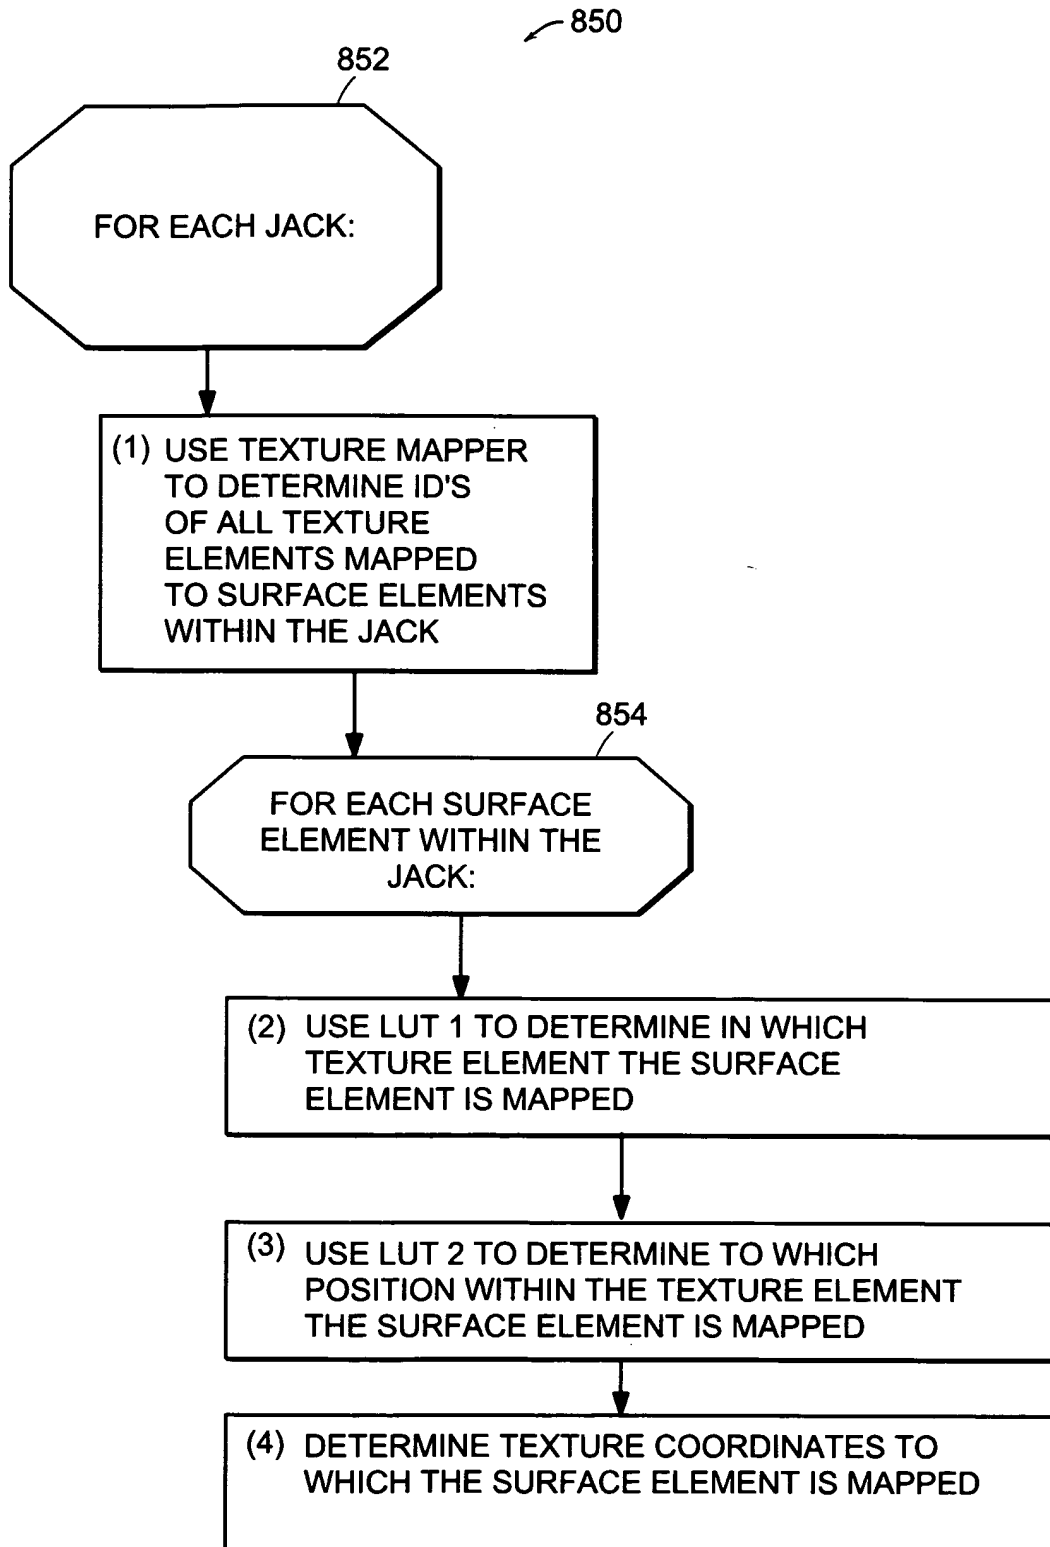 850
852
FOR EACH JACK:
(1) USE TEXTURE MAPPER
TO DETERMINE ID'S
OF ALL TEXTURE
ELEMENTS MAPPED
TO SURFACE ELEMENTS
WITHIN THE JACK
854
FOR EACH SURFACE
ELEMENT WITHIN THE
JACK:
(2) USE LUT 1 TO DETERMINE IN WHICH
TEXTURE ELEMENT THE SURFACE
ELEMENT IS MAPPED
(3) USE LUT 2 TO DETERMINE TO WHICH
POSITION WITHIN THE TEXTURE ELEMENT
THE SURFACE ELEMENT IS MAPPED
(4) DETERMINE TEXTURE COORDINATES TO
WHICH THE SURFACE ELEMENT IS MAPPED